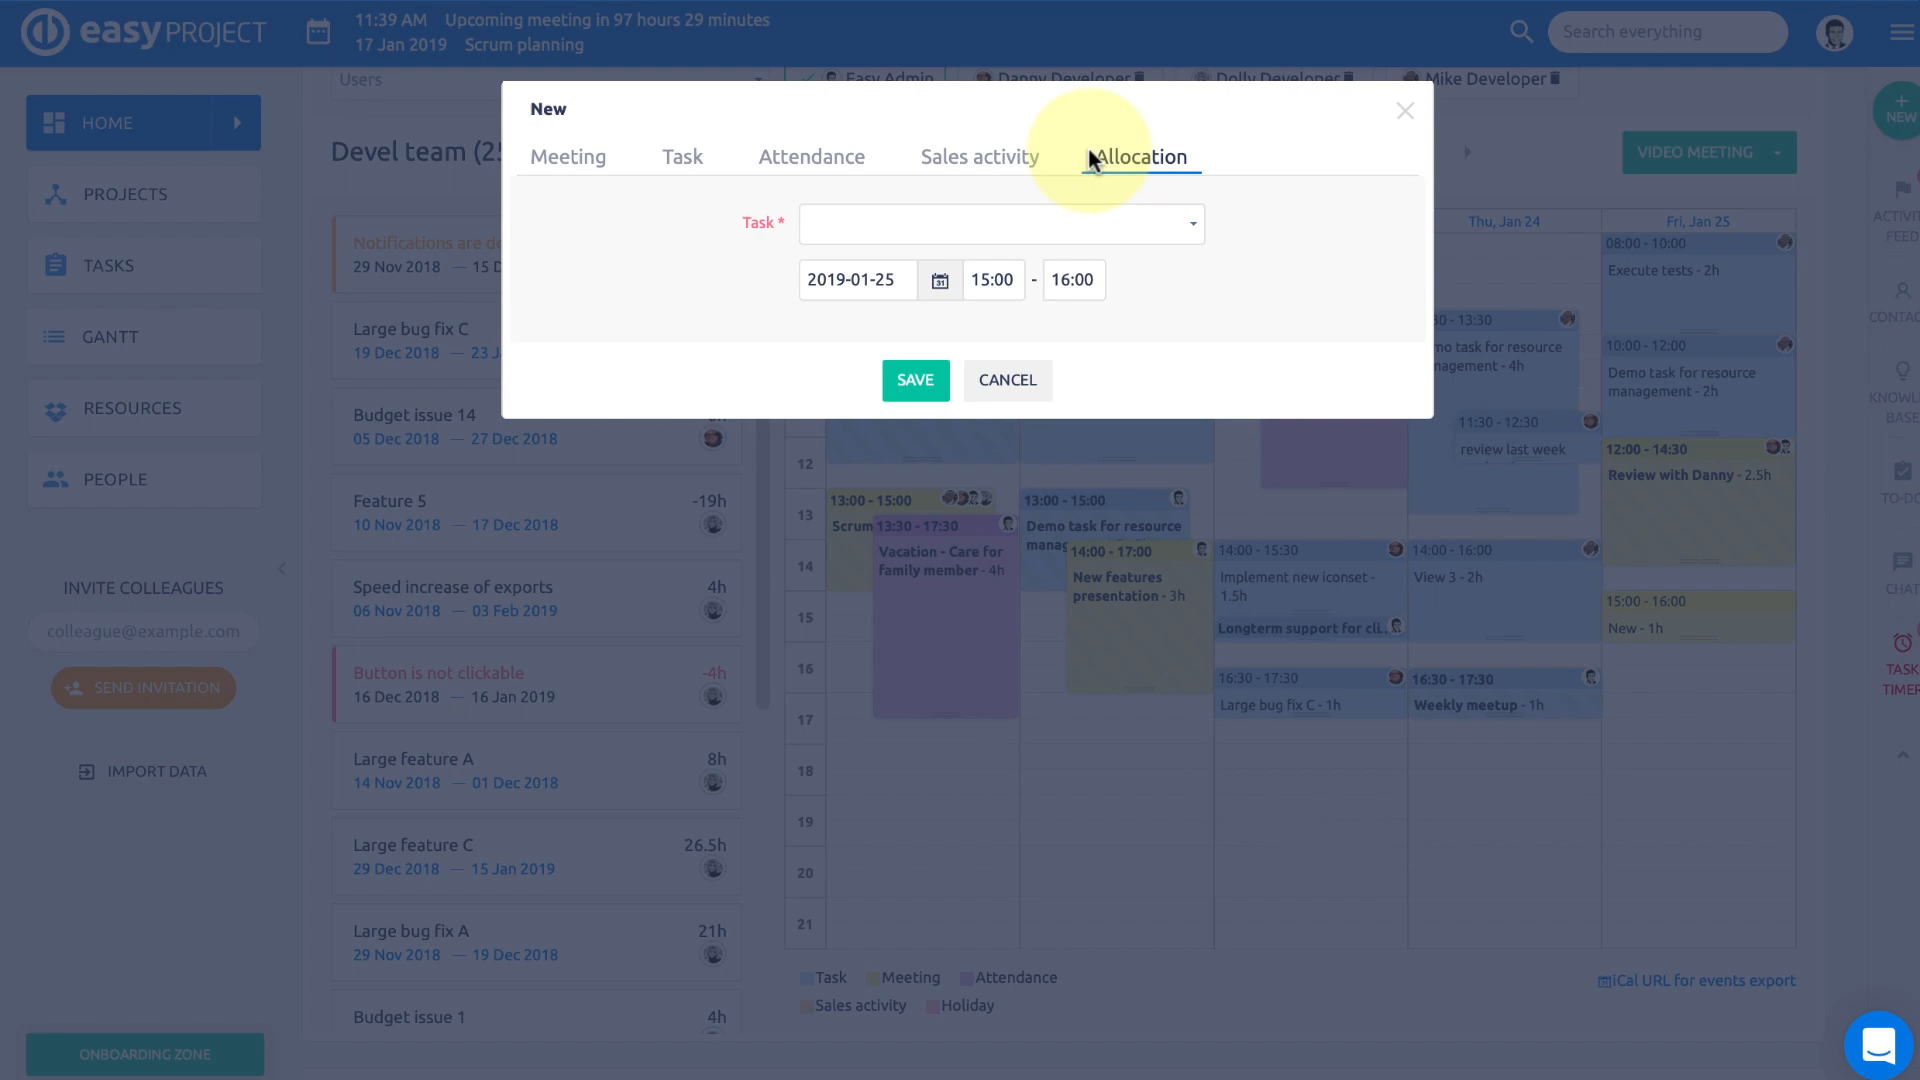 easy PROJECT
11:39 AM Upcoming meeting in 97 hours 29 minutes
17 Jan 2019 Scrum planning
Search everything
HOME
PROJECTS
TASKS
GANTT
RESOURCES
PEOPLE
INVITE COLLEAGUES
colleague@example.com
SEND INVITATION
IMPORT DATA
ONBOARDING ZONE
Users
Easy Admin
Danny Developer
Dolly Developer
Mike Developer
Devel team (2
New
Meeting Task Attendance Sales activity Allocation
Task *
2019-01-25 31 15:00 - 16:00
SAVE CANCEL
VIDEO MEETING
Notifications are d
29 Nov 2018 — 15 D
Large bug fix C
19 Dec 2018 — 23 J
Budget issue 14
05 Dec 2018 — 27 Dec 2018
Feature 5 -19h
10 Nov 2018 — 17 Dec 2018
Speed increase of exports 4h
06 Nov 2018 — 03 Feb 2019
Button is not clickable -4h
16 Dec 2018 — 16 Jan 2019
Large feature A 8h
14 Nov 2018 — 01 Dec 2018
Large feature C 26.5h
29 Dec 2018 — 15 Jan 2019
Large bug fix A 21h
29 Nov 2018 — 19 Dec 2018
Budget issue 1 4h
12
13
14
15
16
17
18
19
20
21
13:00 - 15:00
Scrum
13:30 - 17:30
Vacation - Care for
family member - 4h
13:00 - 15:00
Demo task for resource
manag
14:00 - 17:00
New features
presentation - 3h
14:00 - 15:30
Implement new iconset -
1.5h
Longterm support for cli..
16:30 - 17:30
Large bug fix C - 1h
Thu, Jan 24
30 - 13:30
mo task for resource
nagement - 4h
11:30 - 12:30
review last week
14:00 - 16:00
View 3 - 2h
16:30 - 17:30
Weekly meetup - 1h
Fri, Jan 25
08:00 - 10:00
Execute tests - 2h
10:00 - 12:00
Demo task for resource
management - 2h
12:00 - 14:30
Review with Danny - 2.5h
15:00 - 16:00
New - 1h
Task Meeting Attendance
Sales activity Holiday
iCal URL for events export
NEW
ACTIVIT
FEED
CONTAC
KNOWL
BASE
TO-DO
CHAT
TASK
TIMER